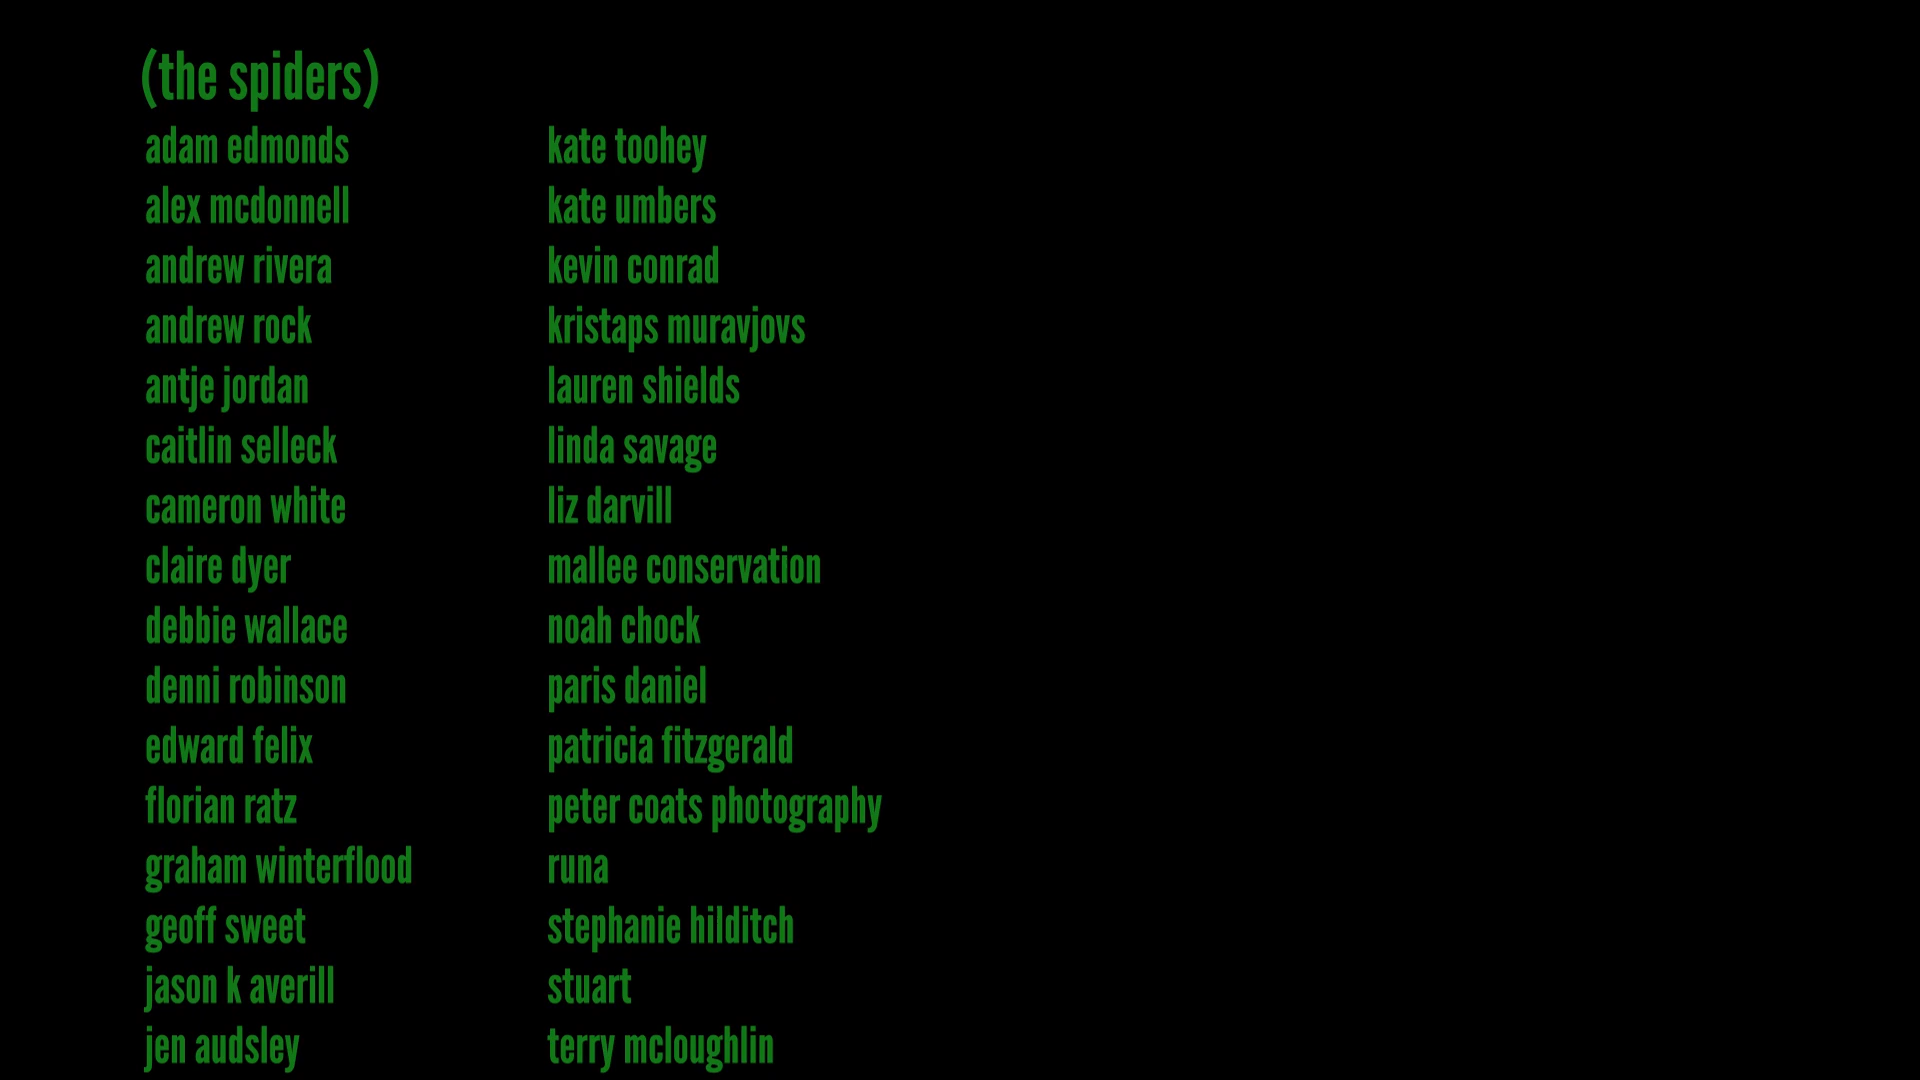 (the spiders)
adam edmonds
alex mcdonnell
andrew rivera
andrew rock
antje jordan
caitlin selleck
cameron white
claire dyer
debbie wallace
denni robinson
edward felix
florian ratz
graham winterflood
geoff sweet
jason k averill
jen audsley
kate toohey
kate umbers
kevin conrad
kristaps muravjovs
lauren shields
linda savage
liz darvill
mallee conservation
noah chock
paris daniel
patricia fitzgerald
peter coats photography
runa
stephanie hilditch
stuart
terry mcloughlin